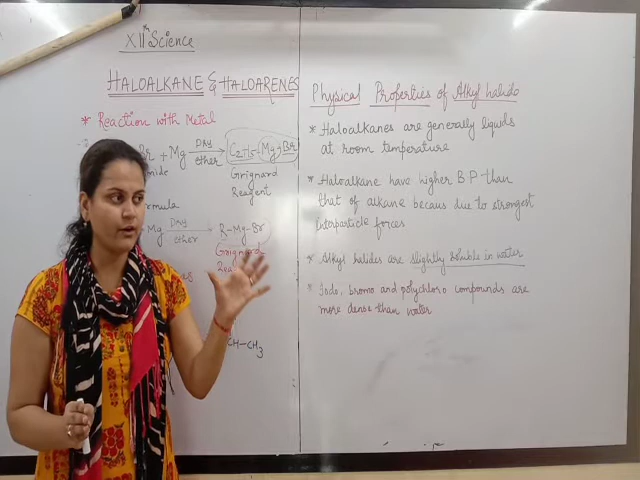 XIIth Science
HALOALKANE & HALOARENES
* Reaction with Metal
Br + Mg DRY ether → C2H5-Mg-Br
Grignard
Reagent
Mg DRY ether → R-Mg-Br
Grignard
CH-CH3
Physical Properties of Alkyl halide
* Haloalkanes are generally liquids
at room temperature
* Haloalkane have higher B P than
that of alkane becaus due to strongest
interparticle forces
* Alkyl halides are slightly soluble in water
* Iodo, bromo and polychloro compounds are
more dense than water